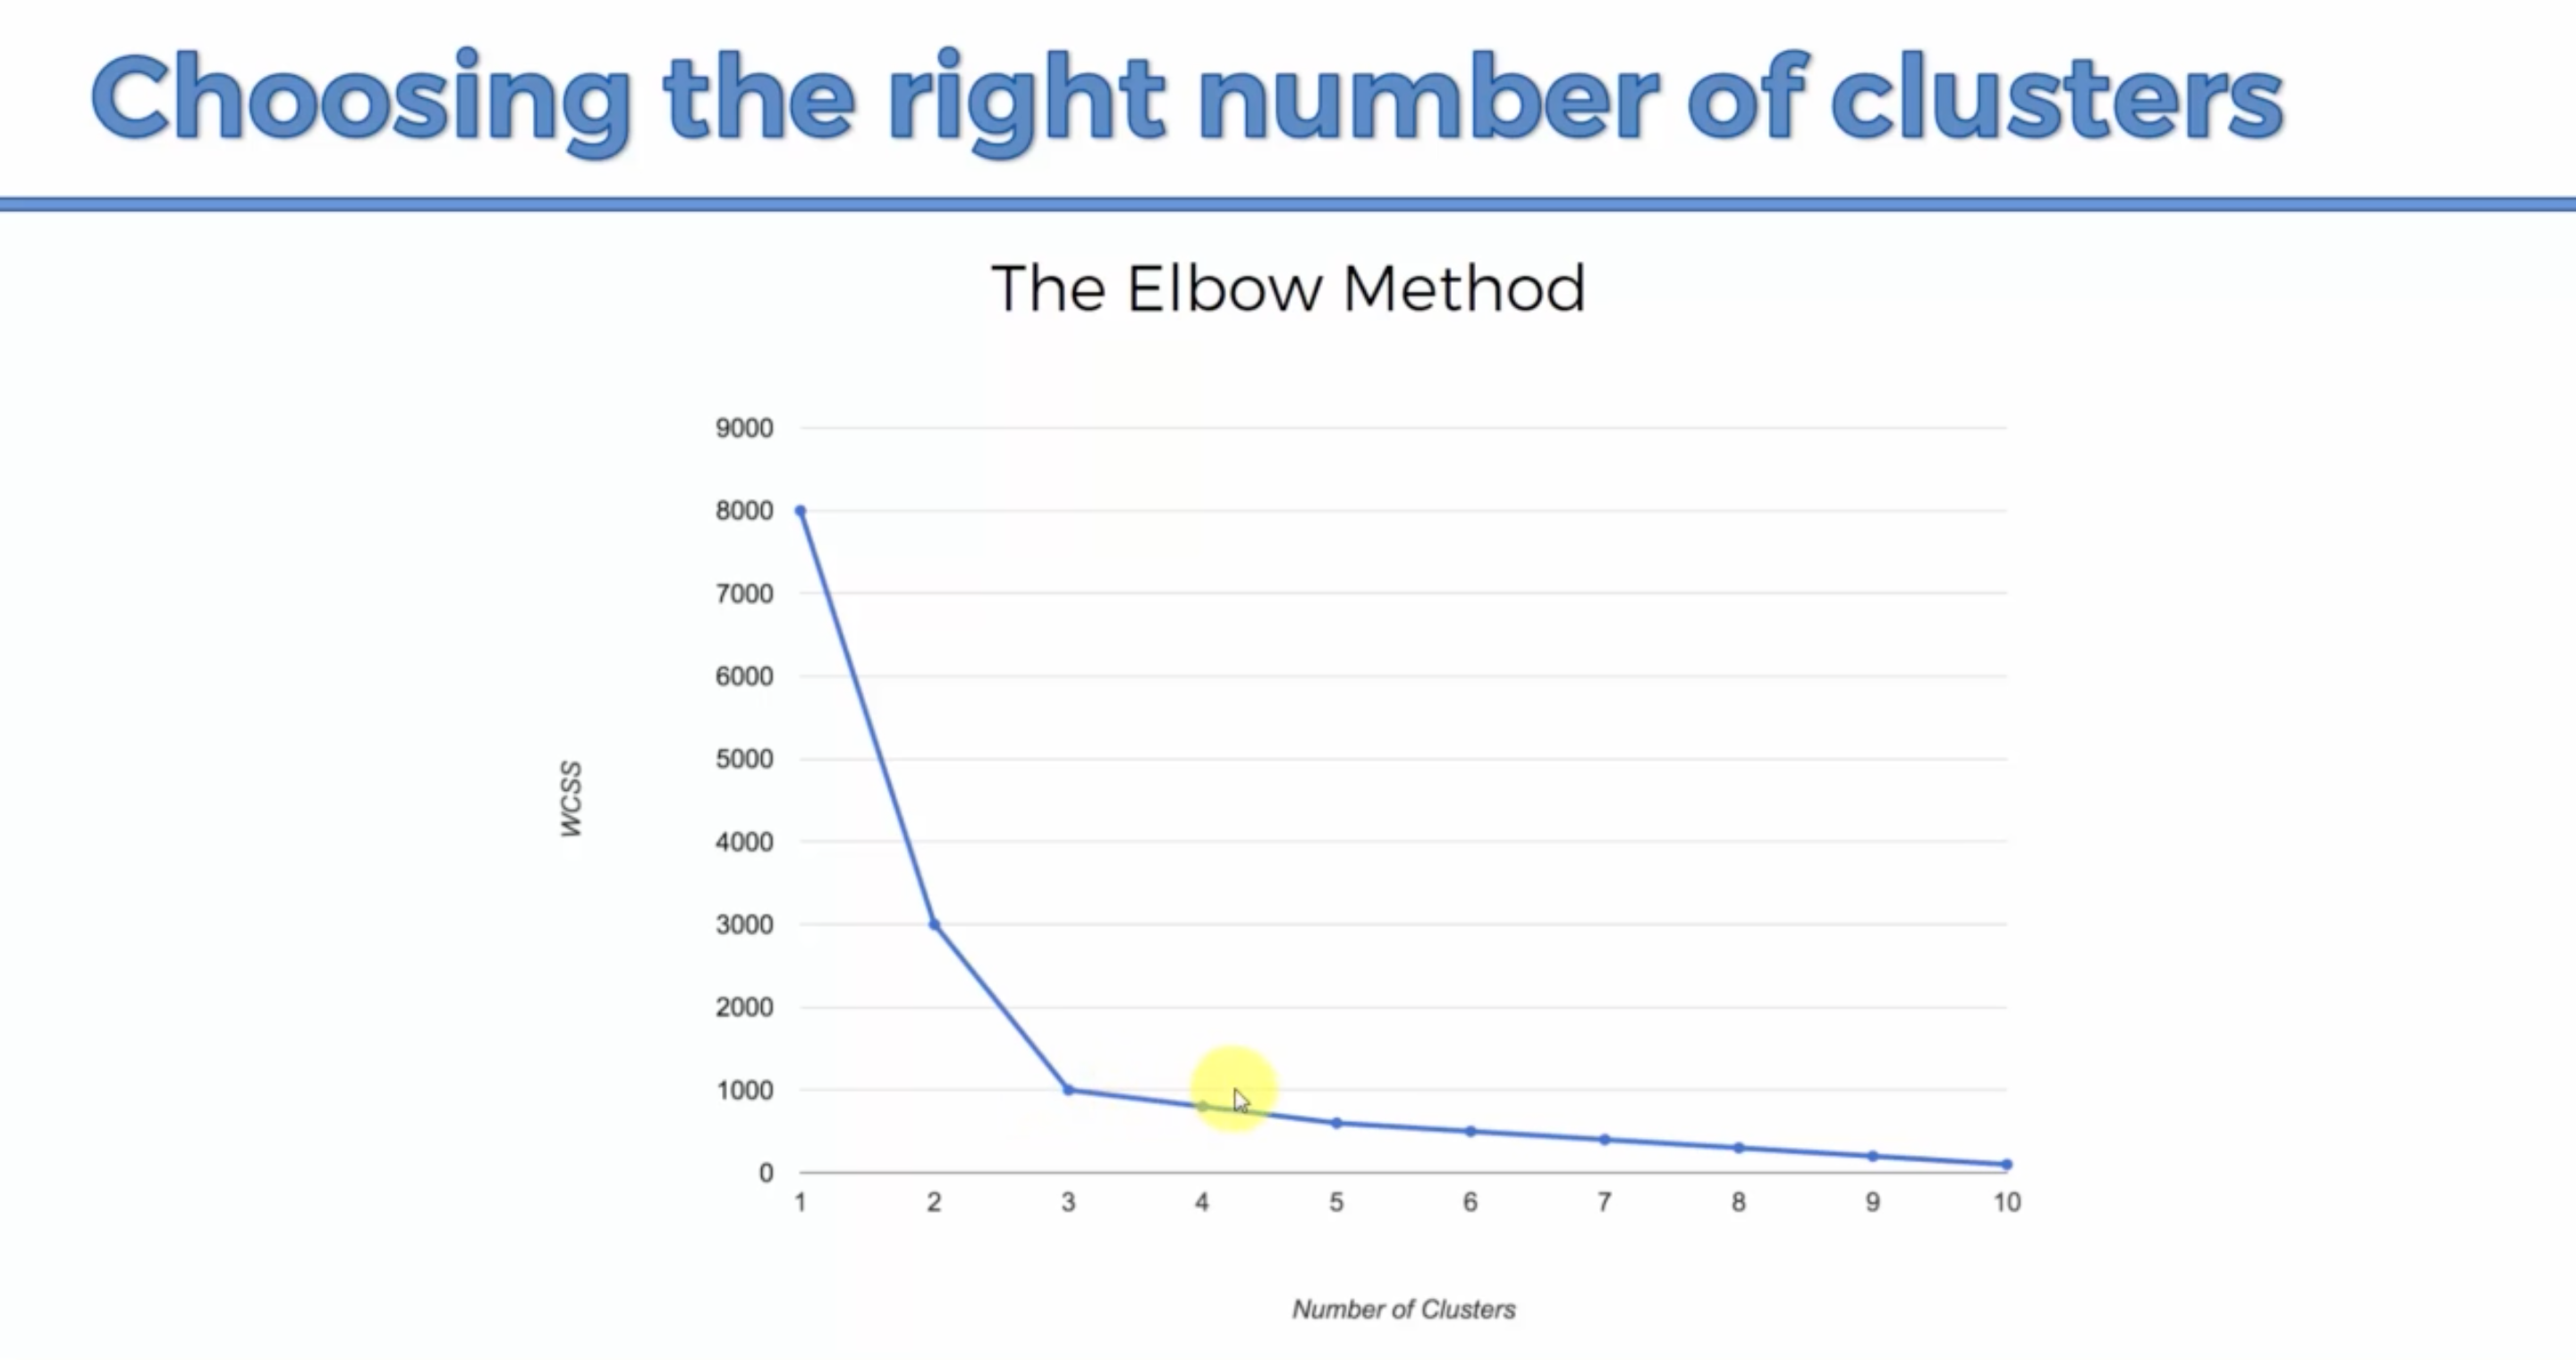 Choosing the right number of clusters
The Elbow Method
9000
8000
7000
6000
5000
4000
3000
2000
1000
0
WCSS
1 2 3 4 5 6 7 8 9 10
Number of Clusters